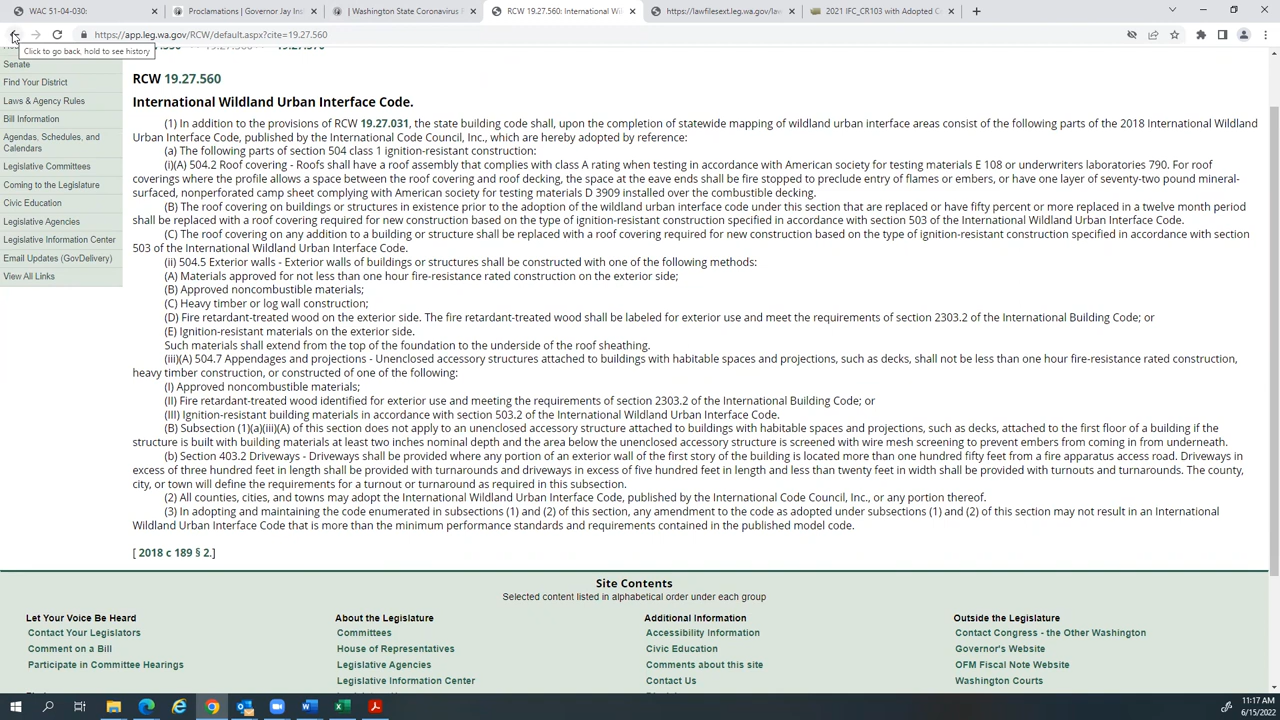 WAC 51-04-030:
Proclamations | Governor Jay Ins
| Washington State Coronavirus R
RCW 19.27.560: International Wil
https://lawfilesext.leg.wa.gov/law
2021 IFC_CR103 with Adopted C
https://app.leg.wa.gov/RCW/default.aspx?cite=19.27.560
Click to go back, hold to see history
Senate
Find Your District
Laws & Agency Rules
Bill Information
Agendas, Schedules, and
Calendars
Legislative Committees
Coming to the Legislature
Civic Education
Legislative Agencies
Legislative Information Center
Email Updates (GovDelivery)
View All Links
RCW 19.27.560
International Wildland Urban Interface Code.
(1) In addition to the provisions of RCW 19.27.031, the state building code shall, upon the completion of statewide mapping of wildland urban interface areas consist of the following parts of the 2018 International Wildland
Urban Interface Code, published by the International Code Council, Inc., which are hereby adopted by reference:
(a) The following parts of section 504 class 1 ignition-resistant construction:
(i)(A) 504.2 Roof covering - Roofs shall have a roof assembly that complies with class A rating when testing in accordance with American society for testing materials E 108 or underwriters laboratories 790. For roof
coverings where the profile allows a space between the roof covering and roof decking, the space at the eave ends shall be fire stopped to preclude entry of flames or embers, or have one layer of seventy-two pound mineral-
surfaced, nonperforated camp sheet complying with American society for testing materials D 3909 installed over the combustible decking.
(B) The roof covering on buildings or structures in existence prior to the adoption of the wildland urban interface code under this section that are replaced or have fifty percent or more replaced in a twelve month period
shall be replaced with a roof covering required for new construction based on the type of ignition-resistant construction specified in accordance with section 503 of the International Wildland Urban Interface Code.
(C) The roof covering on any addition to a building or structure shall be replaced with a roof covering required for new construction based on the type of ignition-resistant construction specified in accordance with section
503 of the International Wildland Urban Interface Code.
(ii) 504.5 Exterior walls - Exterior walls of buildings or structures shall be constructed with one of the following methods:
(A) Materials approved for not less than one hour fire-resistant rated construction on the exterior side;
(B) Approved noncombustible materials;
(C) Heavy timber or log wall construction;
(D) Fire retardant-treated wood on the exterior side. The fire retardant-treated wood shall be labeled for exterior use and meet the requirements of section 2303.2 of the International Building Code; or
(E) Ignition-resistant materials on the exterior side.
Such materials shall extend from the top of the foundation to the underside of the roof sheathing.
(iii)(A) 504.7 Appendages and projections - Unenclosed accessory structures attached to buildings with habitable spaces and projections, such as decks, shall not be less than one hour fire-resistance rated construction,
heavy timber construction, or constructed of one of the following:
(I) Approved noncombustible materials;
(II) Fire retardant-treated wood identified for exterior use and meeting the requirements of section 2303.2 of the International Building Code; or
(III) Ignition-resistant building materials in accordance with section 503.2 of the International Wildland Urban Interface Code.
(B) Subsection (1)(a)(iii)(A) of this section does not apply to an unenclosed accessory structure attached to buildings with habitable spaces and projections, such as decks, attached to the first floor of a building if the
structure is built with building materials at least two inches nominal depth and the area below the unenclosed accessory structure is screened with wire mesh screening to prevent embers from coming in from underneath.
(b) Section 403.2 Driveways - Driveways shall be provided where any portion of an exterior wall of the first story of the building is located more than one hundred fifty feet from a fire apparatus access road. Driveways in
excess of three hundred feet in length shall be provided with turnarounds and driveways in excess of five hundred feet in length and less than twenty feet in width shall be provided with turnouts and turnarounds. The county,
city, or town will define the requirements for a turnout or turnaround as required in this subsection.
(2) All counties, cities, and towns may adopt the International Wildland Urban Interface Code, published by the International Code Council, Inc., or any portion thereof.
(3) In adopting and maintaining the code enumerated in subsections (1) and (2) of this section, any amendment to the code as adopted under subsections (1) and (2) of this section may not result in an International
Wildland Urban Interface Code that is more than the minimum performance standards and requirements contained in the published model code.
[ 2018 c 189 § 2.]
Site Contents
Selected content listed in alphabetical order under each group
Let Your Voice Be Heard
Contact Your Legislators
Comment on a Bill
Participate in Committee Hearings
About the Legislature
Committees
House of Representatives
Legislative Agencies
Legislative Information Center
Additional Information
Accessibility Information
Civic Education
Comments about this site
Contact Us
Outside the Legislature
Contact Congress - the Other Washington
Governor's Website
OFM Fiscal Note Website
Washington Courts
11:17 AM
6/15/2022